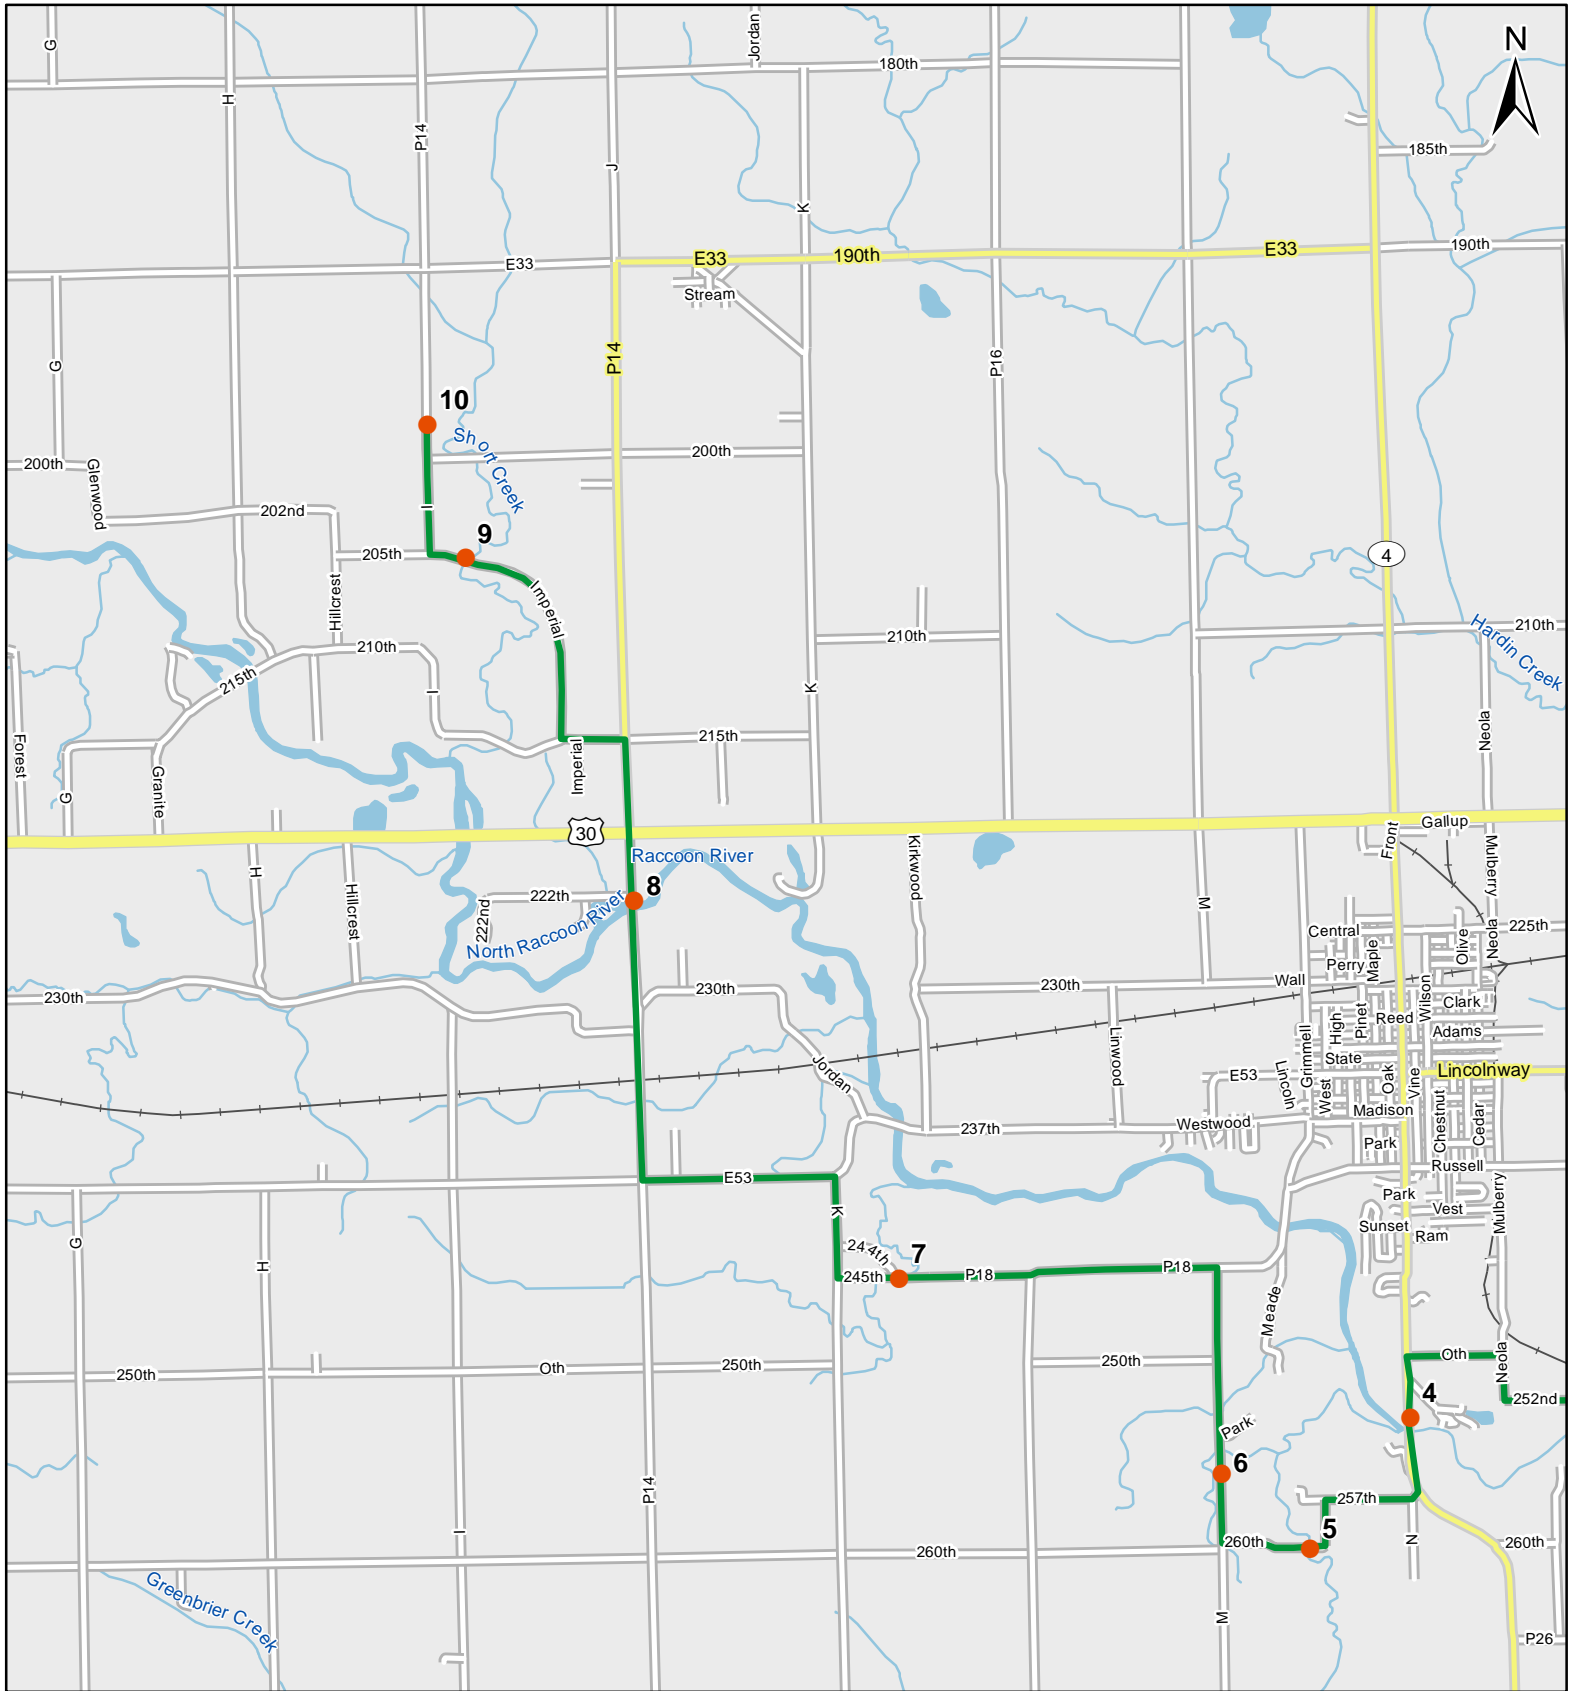 G
Jordan
N
H
180th
P14
J
185th
K
E33
E33
190th
E33
190th
Stream
G
P14
P16
10
Short Creek
200th
200th
Glenwood
I
202nd
9
205th
4
Hillcrest
Imperial
210th
210th
210th
Hardin Creek
215th
I
K
Forest
Granite
G
Imperial
215th
Neola
30
Gallup
Front
Raccoon River
Kirkwood
Mulberry
H
Hillcrest
222nd
222th
8
North Raccoon River
M
Central
Maple
Olive
Neola
225th
Perry
230th
230th
230th
Wall
Wilson
Clark
Pinet
High
Reed
Adams
Jordan
Linwood
Grimmell
State
E53
Lincoln
West
Oak
Vine
Lincolnway
237th
Westwood
Madison
Chestnut
Cedar
Park
E53
Russell
K
Park
Vest
Mulberry
G
H
244th
7
Sunset
Ram
245th
P18
P18
Meade
250th
Oth
250th
250th
Oth
Neola
4
252nd
Park
6
P14
257th
5
I
260th
260th
N
260th
Greenbrier Creek
M
P26